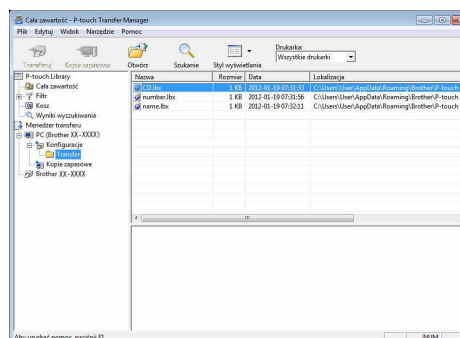 Cała zawartość - P-touch Transfer Manager
Plik Edytuj Widok Narzędzie Pomoc
Drukarka:
Wszystkie drukarki
Transferuj Kopie zapasowe Otwórz Szukanie Styl wyświetlania
P-touch Library
Cała zawartość
Filtr
Kosz
Wyniki wyszukiwania
Menedżer transferu
PC (Brother XX-XXXX)
Konfiguracje
Transfer
Kopie zapasowe
Brother XX-XXXX
Nazwa Rozmiar Data Lokalizacja
CD.lbx 1 KB 2012-01-19 07:31:33 C:\Users\User\AppData\Roaming\Brother\P-touch
number.lbx 1 KB 2012-01-19 07:31:56 C:\Users\User\AppData\Roaming\Brother\P-touch
name.lbx 1 KB 2012-01-19 07:32:11 C:\Users\User\AppData\Roaming\Brother\P-touch
Aby uzyskać pomoc, naciśnij F1 NUM